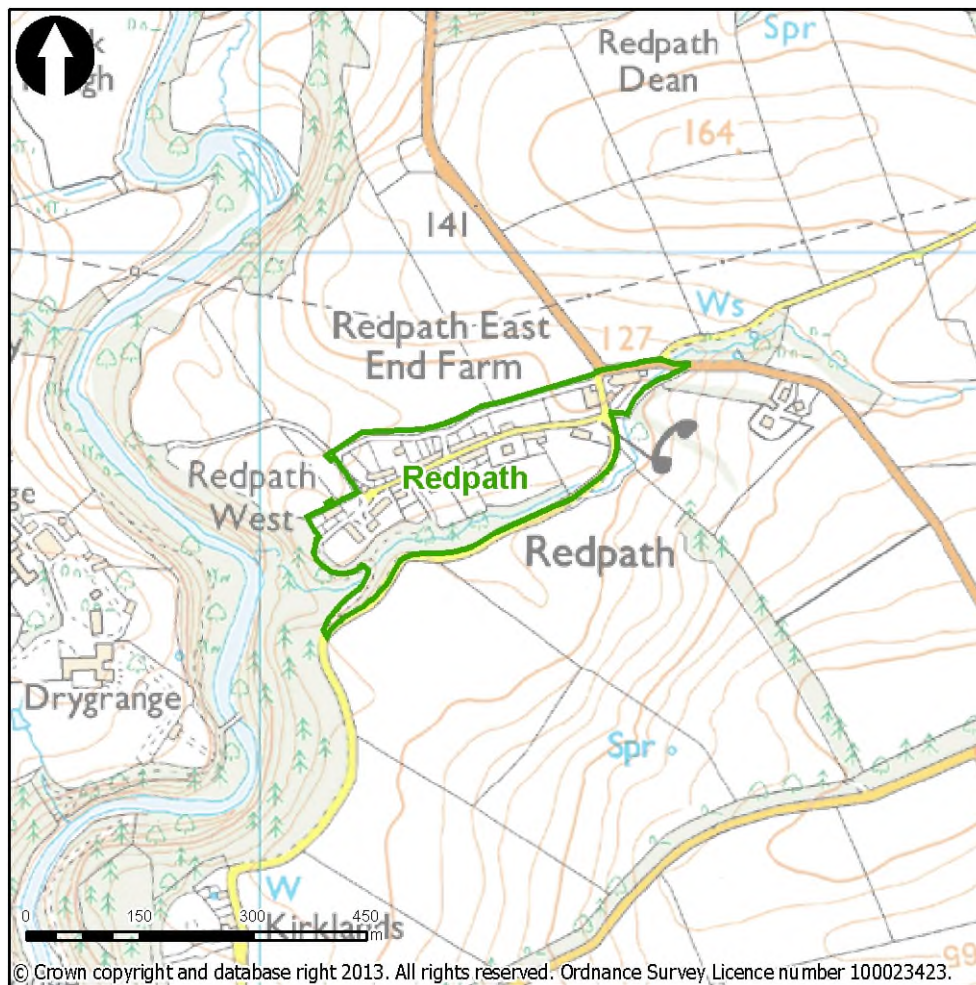 Redpath
Dean
Spr
164
141
Redpath East
End Farm
Ws
127
Redpath
West
Redpath
Redpath
Drygrange
Spr
W
Kirklands
0 150 300 450
m
© Crown copyright and database right 2013. All rights reserved. Ordnance Survey Licence number 100023423.